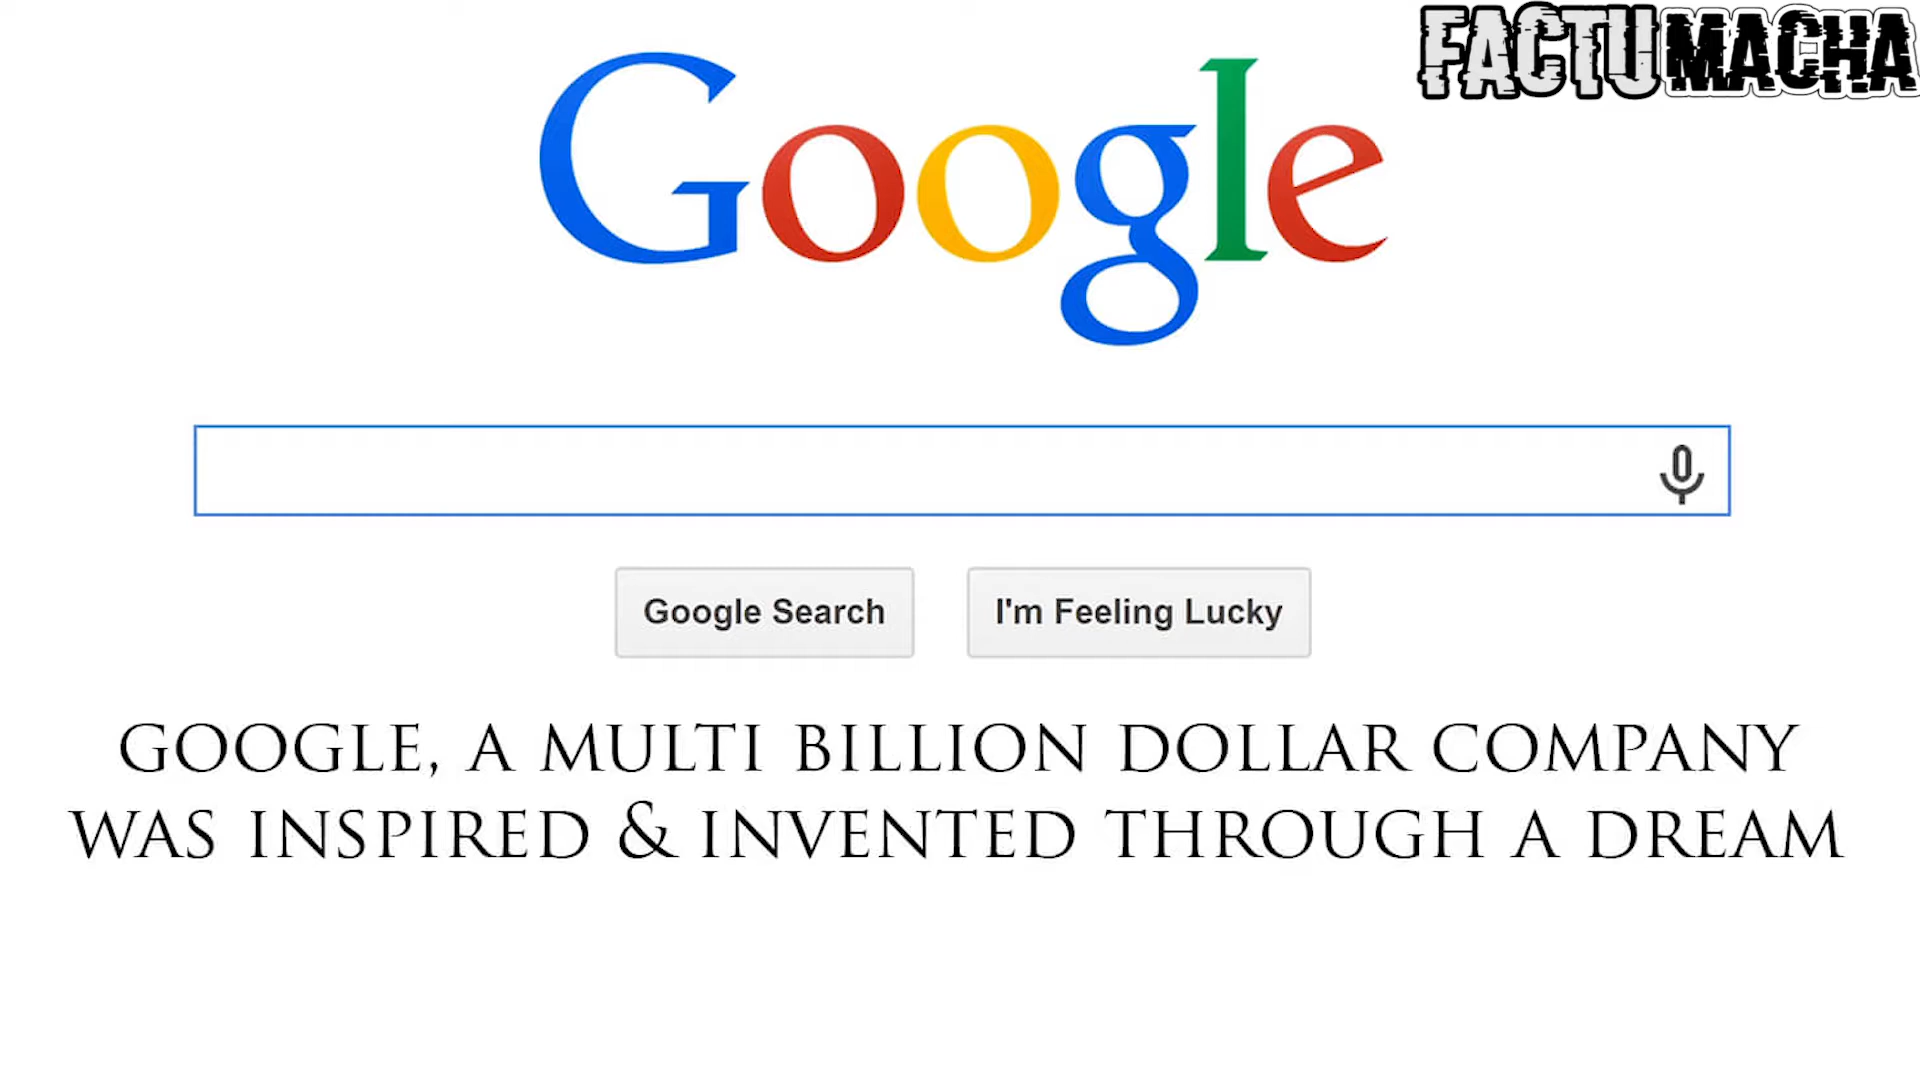 FACTUMACHA
Google
Google Search
I'm Feeling Lucky
GOOGLE, A MULTI BILLION DOLLAR COMPANY
WAS INSPIRED & INVENTED THROUGH A DREAM